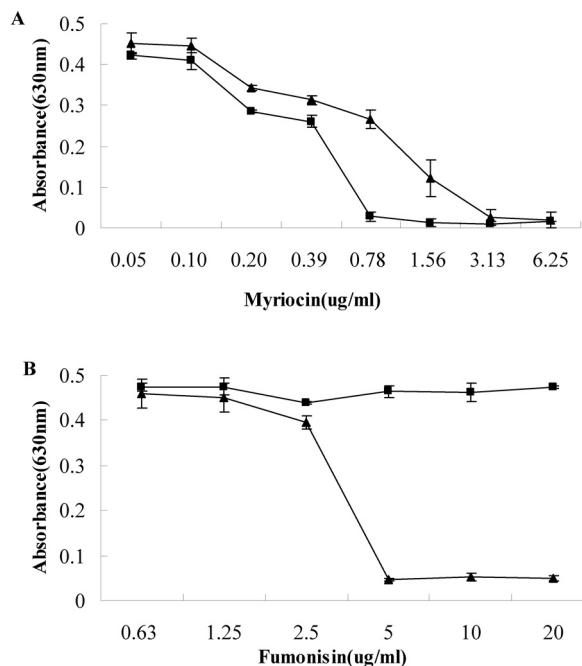 A
Absorbance(630nm)
0.5
0.4
0.3
0.2
0.1
0
0.05 0.10 0.20 0.39 0.78 1.56 3.13 6.25
Myriocin(ug/ml)
B
Absorbance(630nm)
0.5
0.4
0.3
0.2
0.1
0
0.63 1.25 2.5 5 10 20
Fumonisin(ug/ml)